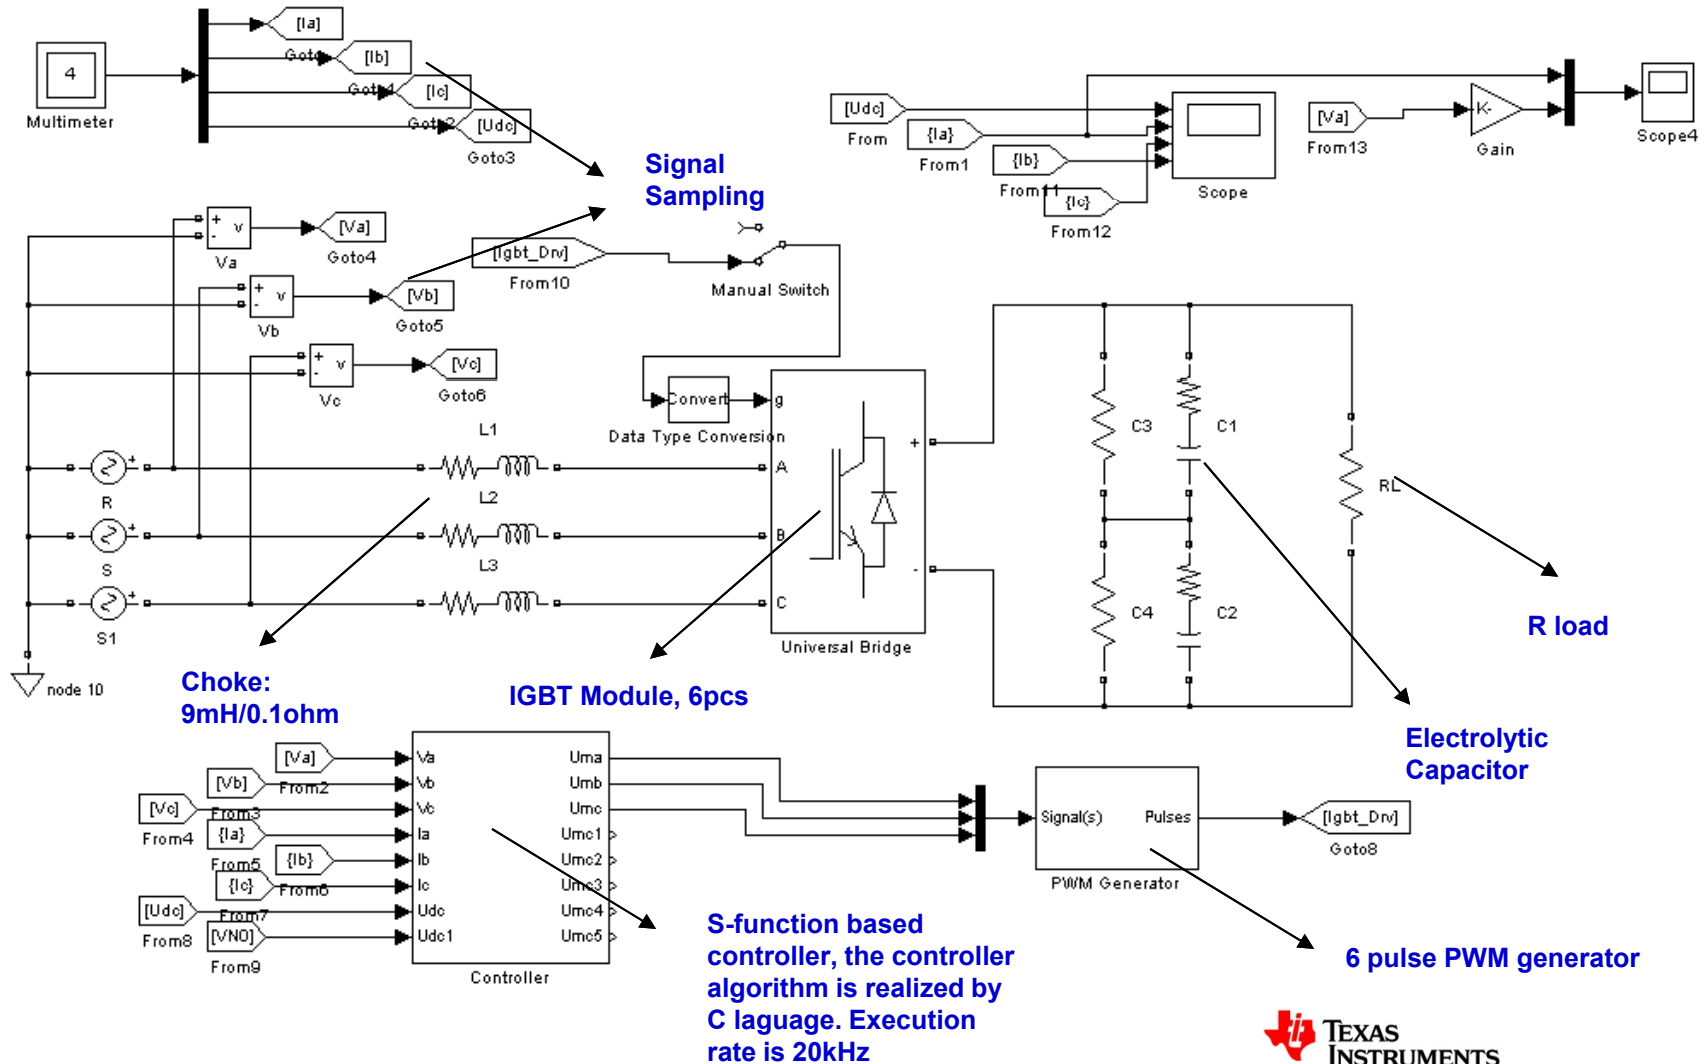 [Ia]
Goto
4
[Ib]
Goto1
[Ic]
Multimeter
Goto2
[Udc]
Goto3
[Udc]
From
{Ia}
From1
{Ib}
From11
{Ic}
From12
Scope
[Va]
From13
-K-
Gain
Scope4
Signal
Sampling
+
-
v
Va
[Va]
Goto4
+
-
v
Vb
[Vb]
Goto5
+
-
v
Vc
[Vc]
Goto6
[Igbt_Drv]
From10
Manual Switch
Convert
Data Type Conversion
g
A
B
C
+
-
Universal Bridge
L1
L2
L3
+
R
+
S
+
S1
node 10
C3
C1
C4
C2
RL
R load
Choke:
9mH/0.1ohm
IGBT Module, 6pcs
Electrolytic
Capacitor
[Va]
From2
[Vb]
From3
[Vc]
From4
{Ia}
From5
{Ib}
From6
{Ic}
From7
[Udc]
From8
[VN0]
From9
Va
Vb
Vc
Ia
Ib
Ic
Udc
Udc1
Uma
Umb
Umc
Umc1
Umc2
Umc3
Umc4
Umc5
Controller
Signal(s)
Pulses
PWM Generator
[Igbt_Drv]
Goto8
S-function based
controller, the controller
algorithm is realized by
C laguage. Execution
rate is 20kHz
6 pulse PWM generator
TEXAS
INSTRUMENTS